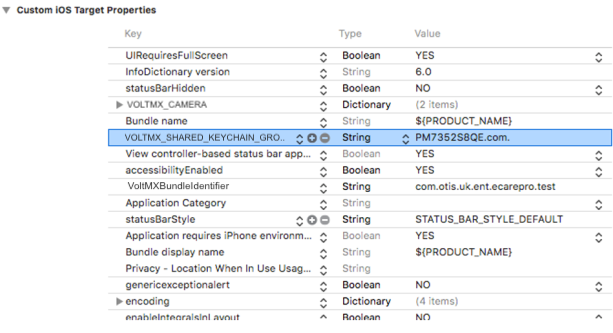 Custom iOS Target Properties
Key Type Value
UIRequiresFullScreen Boolean YES
InfoDictionary version String 6.0
statusBarHidden Boolean NO
VOLTMX_CAMERA Dictionary (2 items)
Bundle name String ${PRODUCT_NAME}
VOLTMX_SHARED_KEYCHAIN_GRO.. String PM7352S8QE.com.
View controller-based status bar app... Boolean YES
accessibilityEnabled Boolean YES
VoltMXBundleIdentifier String com.otis.uk.ent.ecarepro.test
Application Category String
statusBarStyle String STATUS_BAR_STYLE_DEFAULT
Application requires iPhone environm... Boolean YES
Bundle display name String ${PRODUCT_NAME}
Privacy - Location When In Use Usag... String
genericexceptionalert Boolean NO
encoding Dictionary (4 items)
enableIntegralsInLayout Boolean NO